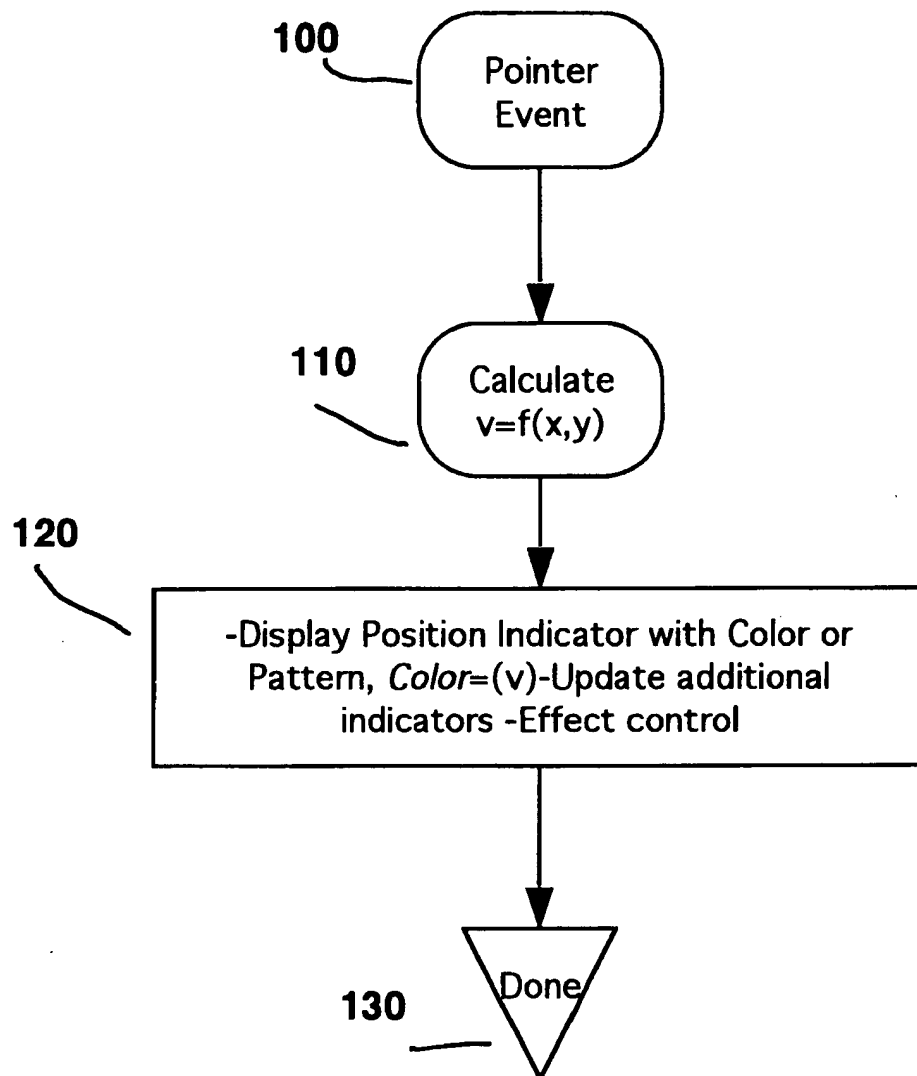 100
Pointer
Event
110
Calculate
v=f(x,y)
120
-Display Position Indicator with Color or
Pattern, Color=(v)-Update additional
indicators -Effect control
Done
130